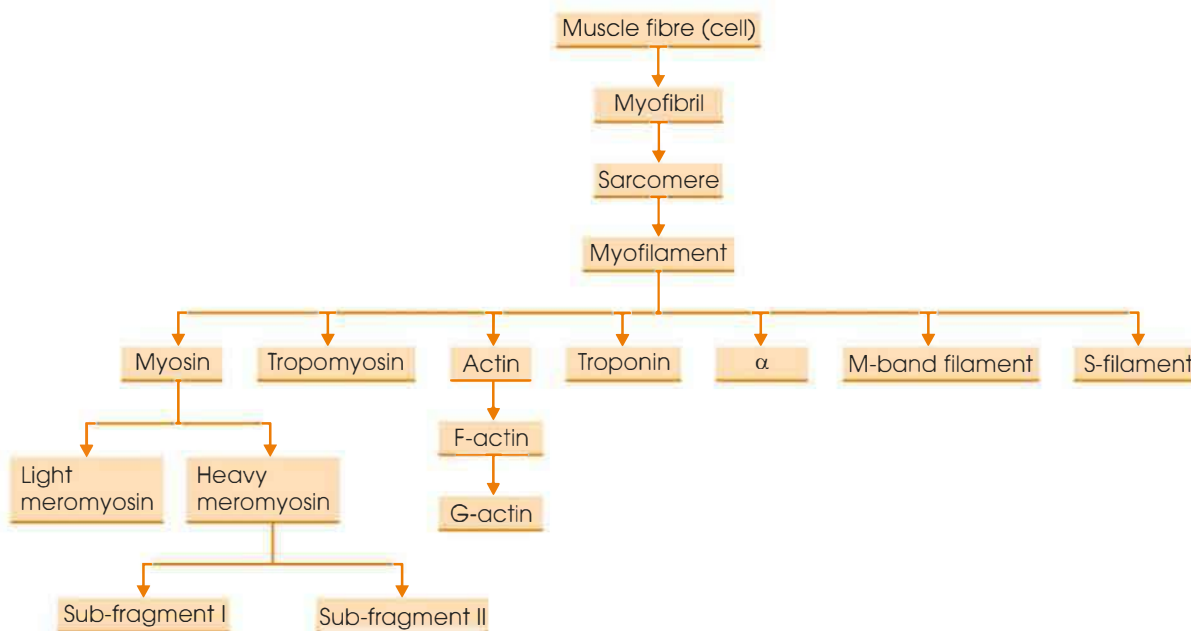 Muscle fibre (cell)
Myofibril
Sarcomere
Myofilament
Myosin
Tropomyosin
Actin
Troponin
α
M-band filament
S-filament
Light
meromyosin
Heavy
meromyosin
F-actin
G-actin
Sub-fragment I
Sub-fragment II